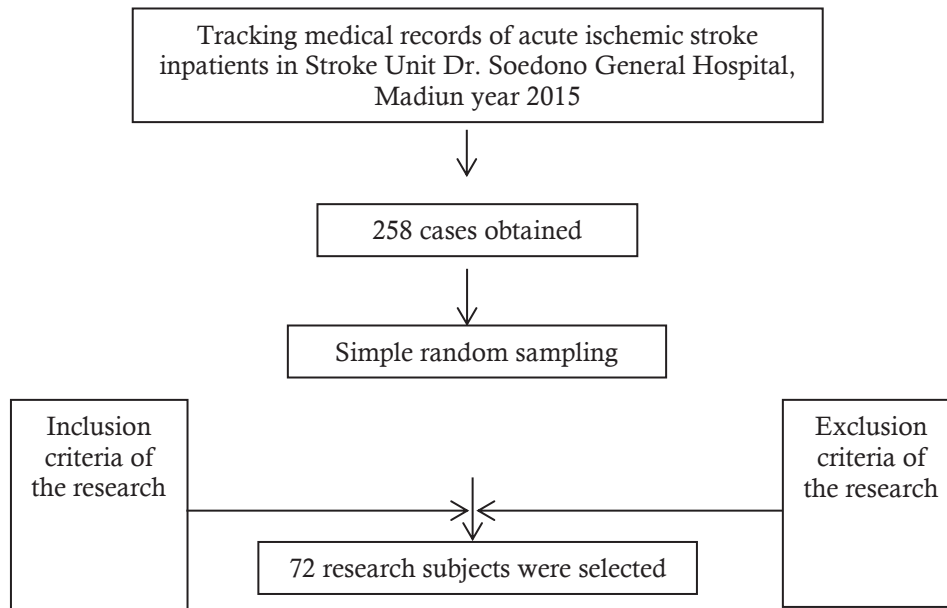 Tracking medical records of acute ischemic stroke
inpatients in Stroke Unit Dr. Soedono General Hospital,
Madiun year 2015
258 cases obtained
Simple random sampling
Inclusion
criteria of
the research
Exclusion
criteria of
the research
72 research subjects were selected